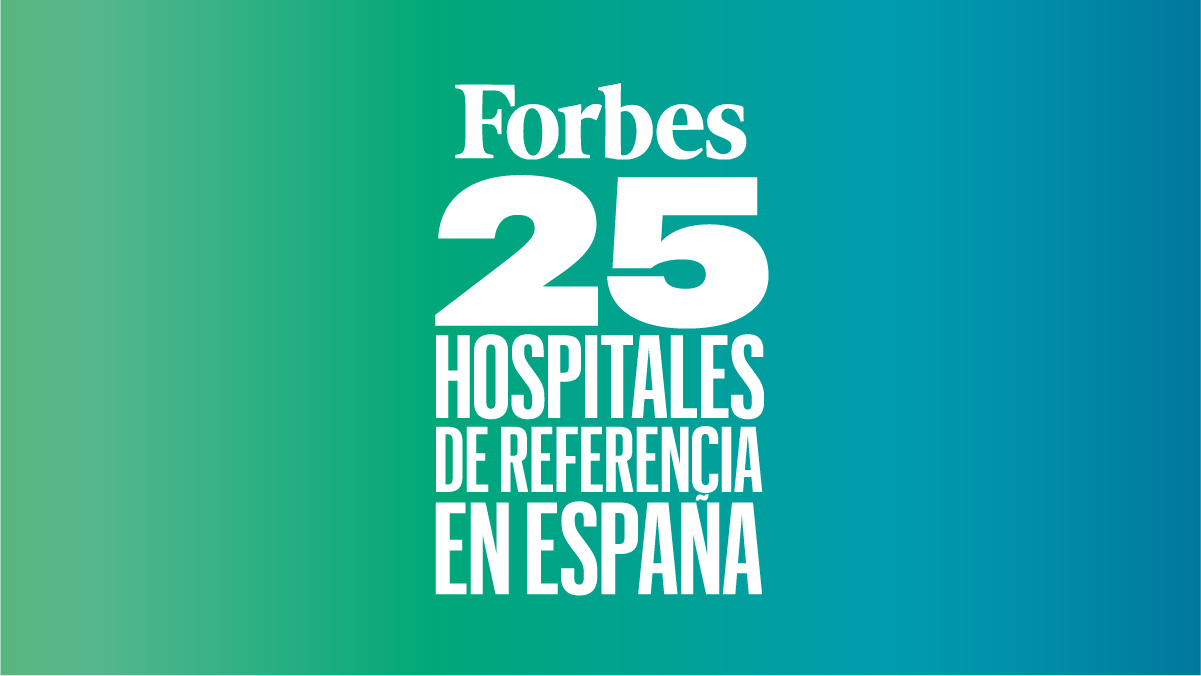 Forbes
25
HOSPITALES
DE REFERENCIA
EN ESPAÑA